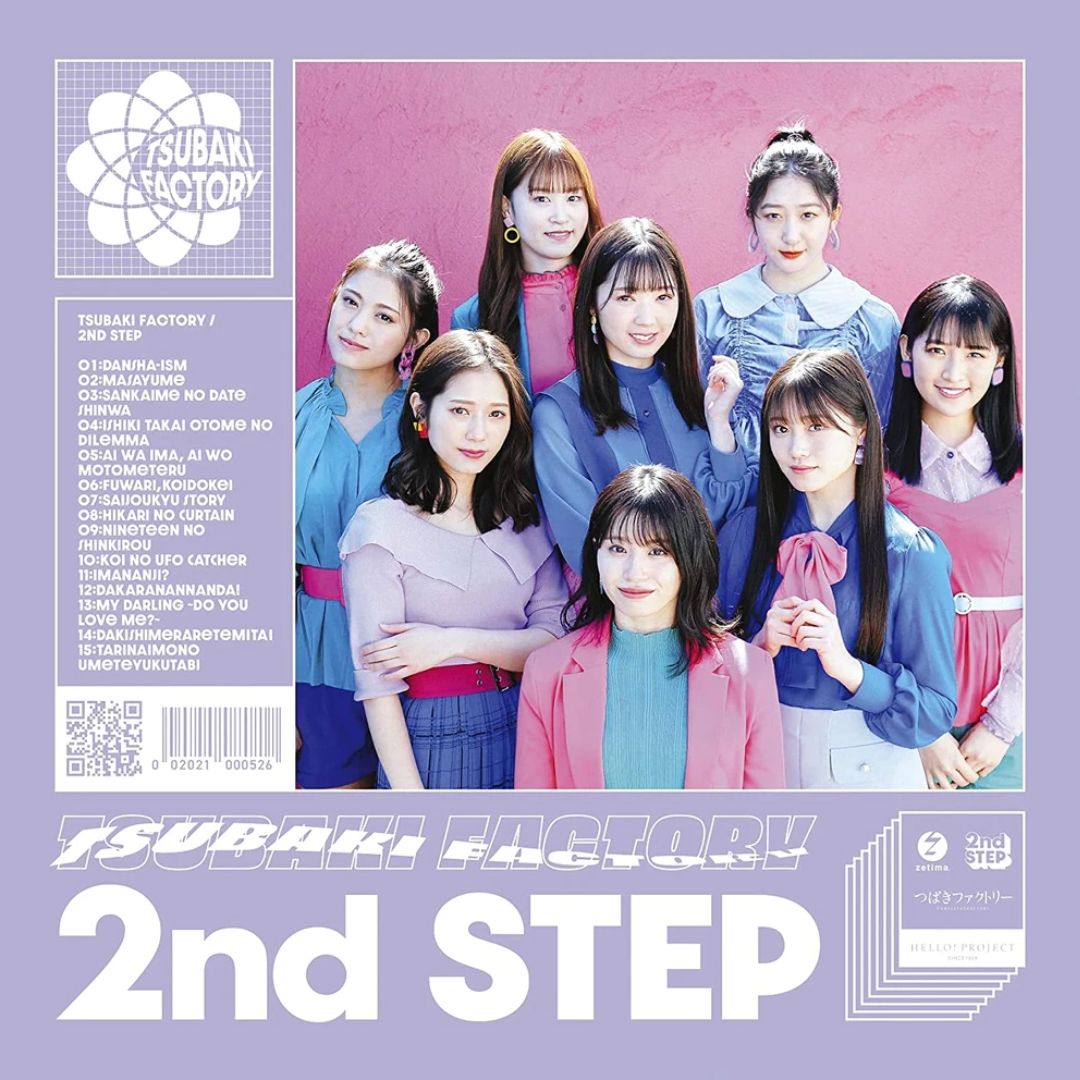 TSUBAKI
FACTORY
TSUBAKI FACTORY /
2ND STEP
01:DANSHA-ISM
02:MASAYUME
03:SANKAIME NO DATE
SHINWA
04:ISHIKI TAKAI OTOME NO
DILEMMA
05:AI WA IMA, AI WO
MOTOMETERU
06:FUWARI,KOIDOKEI
07:SAIJOUKYU STORY
08:HIKARI NO CURTAIN
09:NINETEEN NO
SHINKIROU
10:KOI NO UFO CATCHER
11:IMANANJI?
12:DAKARANANNANDA!
13:MY DARLING ~DO YOU
LOVE ME?~
14:DAKISHIMERARETEMITAI
15:TARINAIMONO
UMETEYUKUTABI
0 02021 000526
TSUBAKI FACTORY
2nd STEP
zetima
2nd
STEP
つばきファクトリー
HELLO! PROJECT